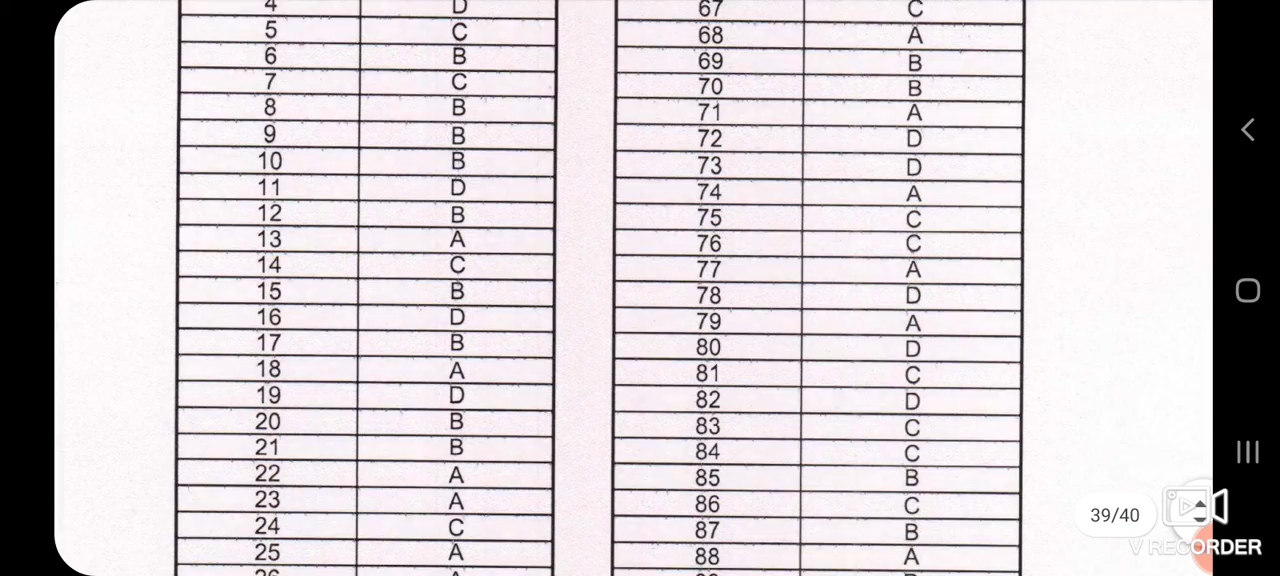 4 D
5 C
6 B
7 C
8 B
9 B
10 B
11 D
12 B
13 A
14 C
15 B
16 D
17 B
18 A
19 D
20 B
21 B
22 A
23 A
24 C
25 A
67 C
68 A
69 B
70 B
71 A
72 D
73 D
74 A
75 C
76 C
77 A
78 D
79 A
80 D
81 C
82 D
83 C
84 C
85 B
86 C
87 B
88 A
39/40
V RECORDER